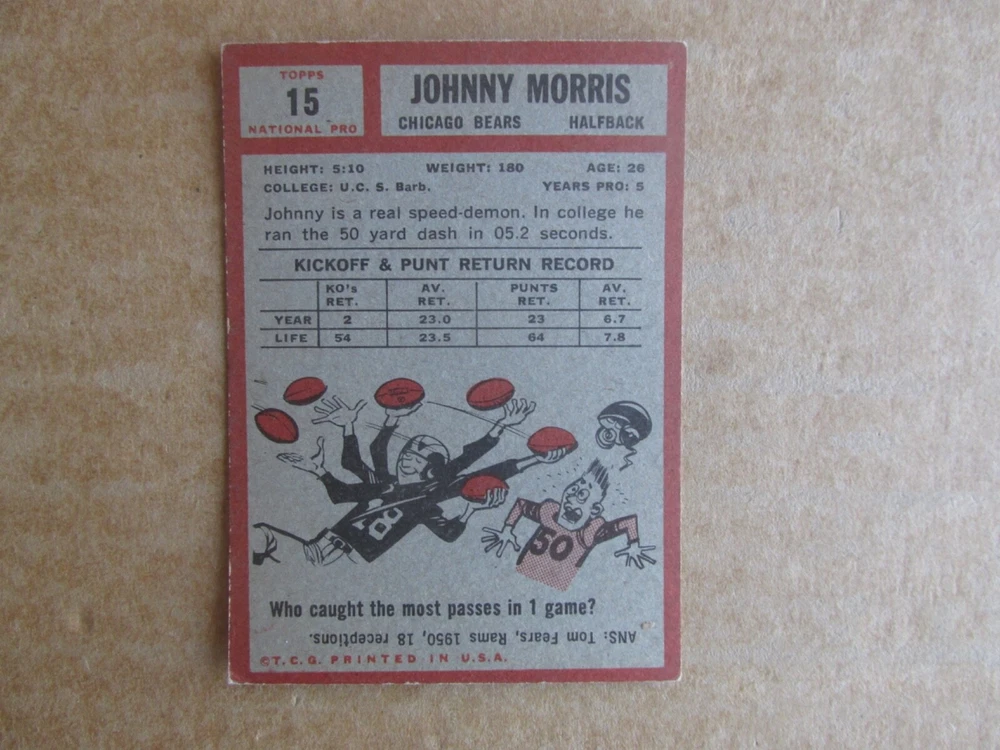 TOPPS
15
NATIONAL PRO
JOHNNY MORRIS
CHICAGO BEARS HALFBACK
HEIGHT: 5:10 WEIGHT: 180 AGE: 26
COLLEGE: U.C. S. Barb. YEARS PRO: 5
Johnny is a real speed-demon. In college he
ran the 50 yard dash in 05.2 seconds.
KICKOFF & PUNT RETURN RECORD
KO's RET. AV. RET. PUNTS RET. AV. RET.
YEAR 2 23.0 23 6.7
LIFE 54 23.5 64 7.8
88
50
Who caught the most passes in 1 game?
ANS: Tom Fears, Rams 1950, 18 receptions.
©T.C.G. PRINTED IN U.S.A.